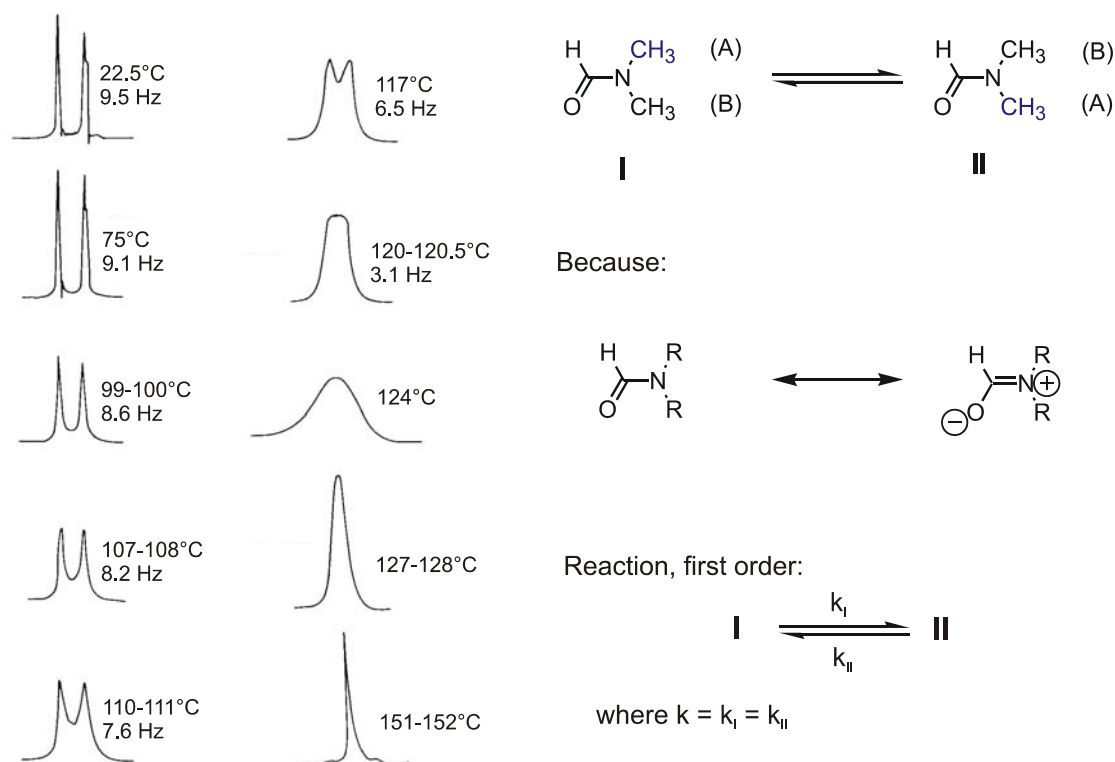 22.5°C
9.5 Hz
75°C
9.1 Hz
99-100°C
8.6 Hz
107-108°C
8.2 Hz
110-111°C
7.6 Hz
117°C
6.5 Hz
120-120.5°C
3.1 Hz
124°C
127-128°C
151-152°C
H
CH3 (A)
N
O
CH3 (B)
I
H
CH3 (B)
N
O
CH3 (A)
II
Because:
H
R
N
O
R
H
R
N +
O
−
R
Reaction, first order:
kI
I II
kII
where k = kI = kII